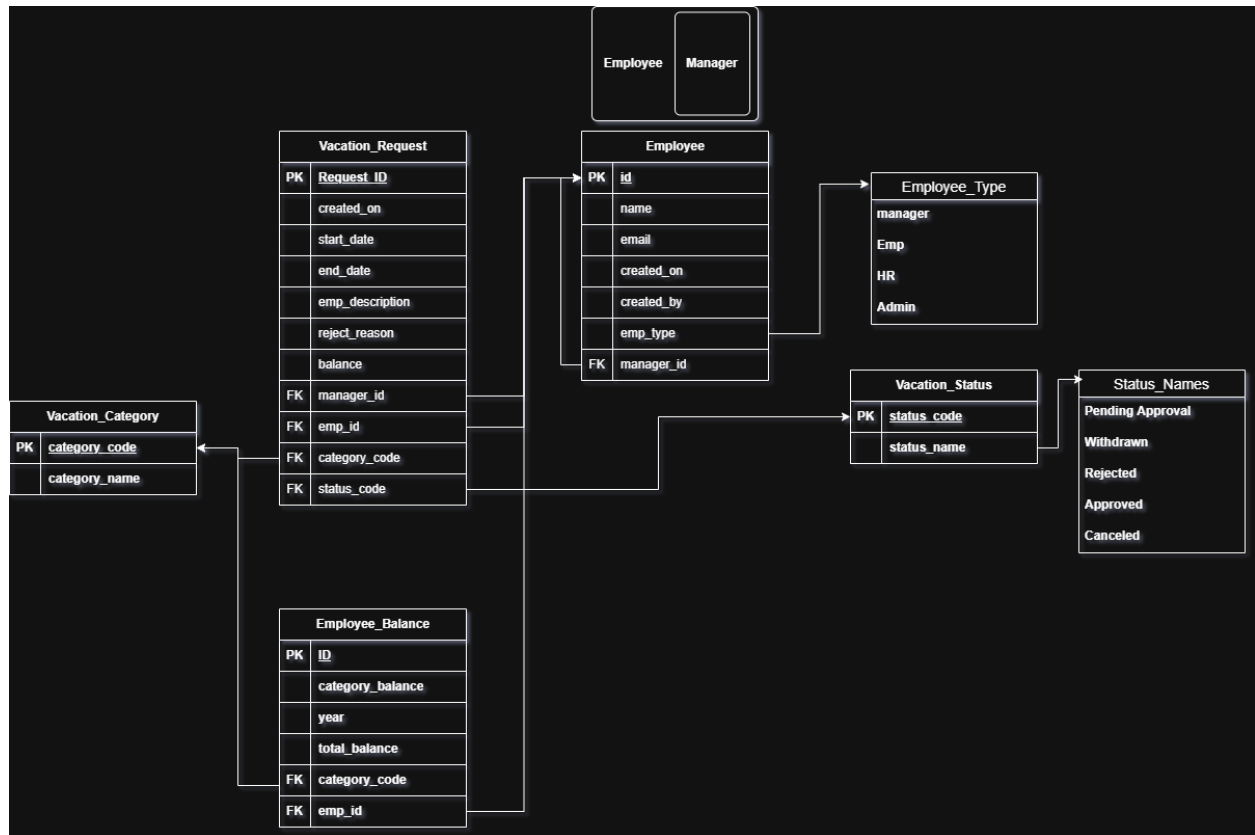 Employee Manager
Vacation_Request
PK Request_ID
created_on
start_date
end_date
emp_description
reject_reason
balance
FK manager_id
FK emp_id
FK category_code
FK status_code
Employee
PK id
name
email
created_on
created_by
emp_type
FK manager_id
Employee_Type
manager
Emp
HR
Admin
Vacation_Category
PK category_code
category_name
Vacation_Status
PK status_code
status_name
Status_Names
Pending Approval
Withdrawn
Rejected
Approved
Canceled
Employee_Balance
PK ID
category_balance
year
total_balance
FK category_code
FK emp_id